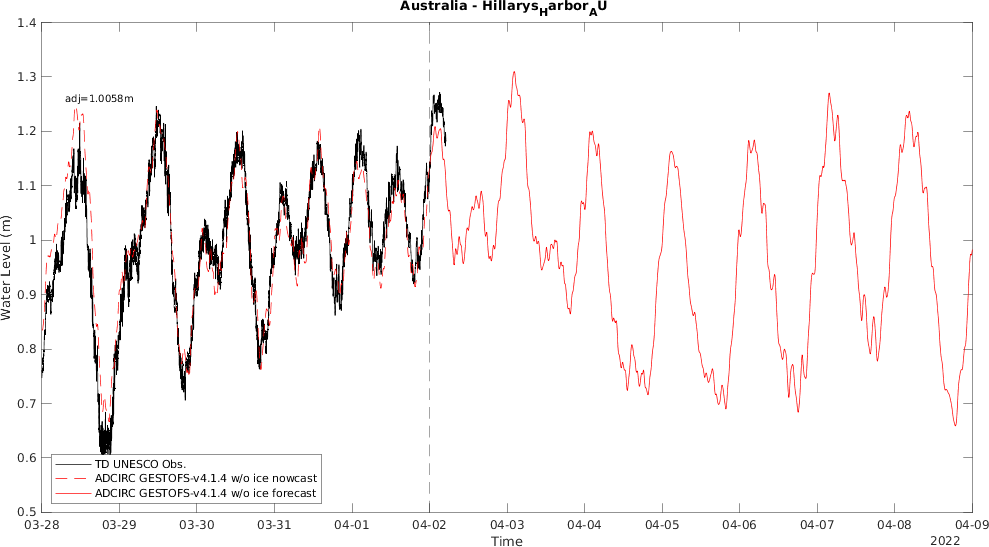 Australia - HillarysHarborAU
1.4
1.3
adj=1.0058m
1.2
1.1
1
0.9
0.8
0.7
0.6
0.5
Water Level (m)
TD UNESCO Obs.
ADCIRC GESTOFS-v4.1.4 w/o ice nowcast
ADCIRC GESTOFS-v4.1.4 w/o ice forecast
03-28 03-29 03-30 03-31 04-01 04-02 04-03 04-04 04-05 04-06 04-07 04-08 04-09
Time
2022